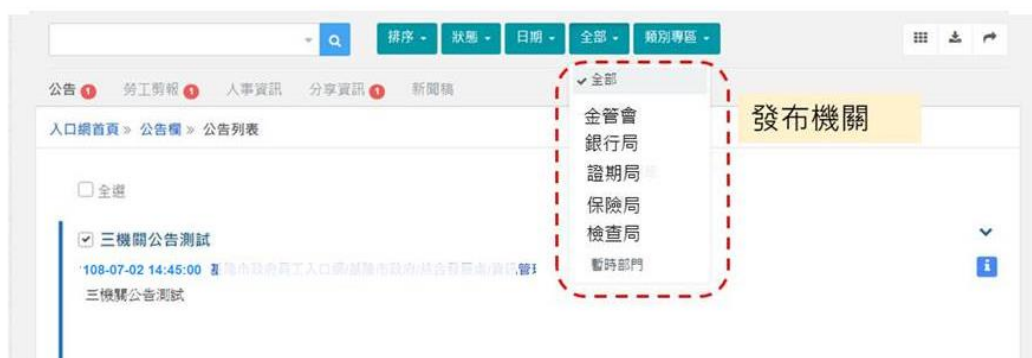 排序 狀態 日期 全部 類別專區
公告 1 勞工剪報 1 人事資訊 分享資訊 1 新聞稿
全部
金管會
銀行局
證期局
保險局
檢查局
暫時部門
發布機關
入口網首頁 » 公告欄 » 公告列表
全選
三機關公告測試
108-07-02 14:45:00
三機關公告測試